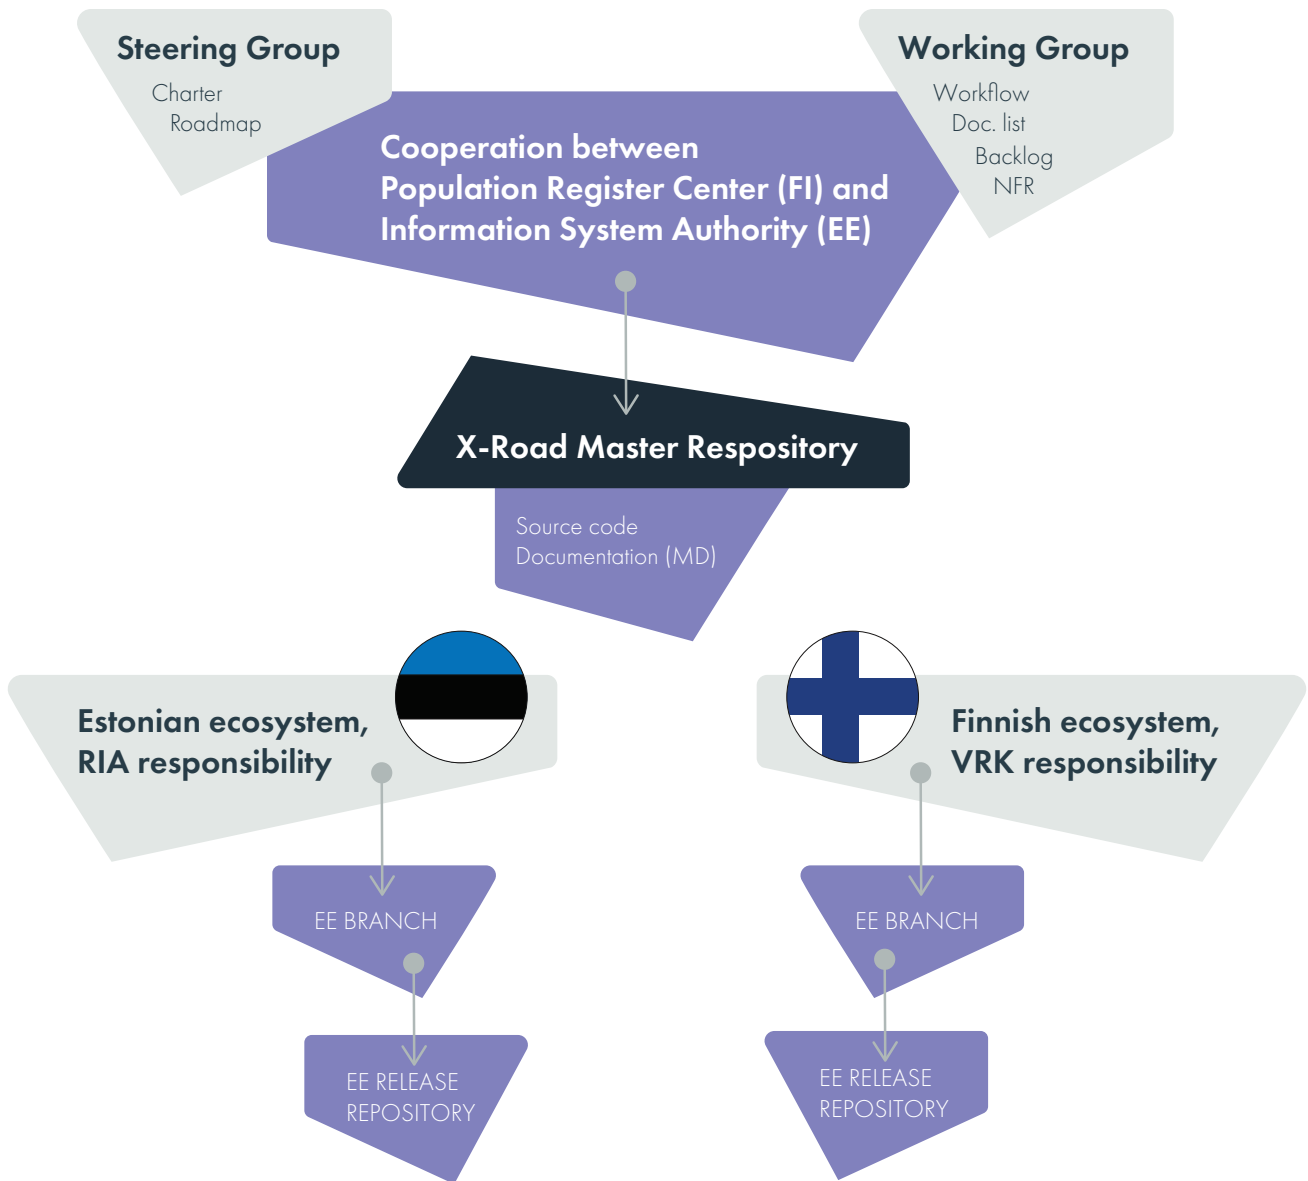 Steering Group
Charter
Roadmap
Working Group
Workflow
Doc. list
Backlog
NFR
Cooperation between
Population Register Center (FI) and
Information System Authority (EE)
X-Road Master Respository
Source code
Documentation (MD)
Estonian ecosystem,
RIA responsibility
Finnish ecosystem,
VRK responsibility
EE BRANCH
EE BRANCH
EE RELEASE
REPOSITORY
EE RELEASE
REPOSITORY